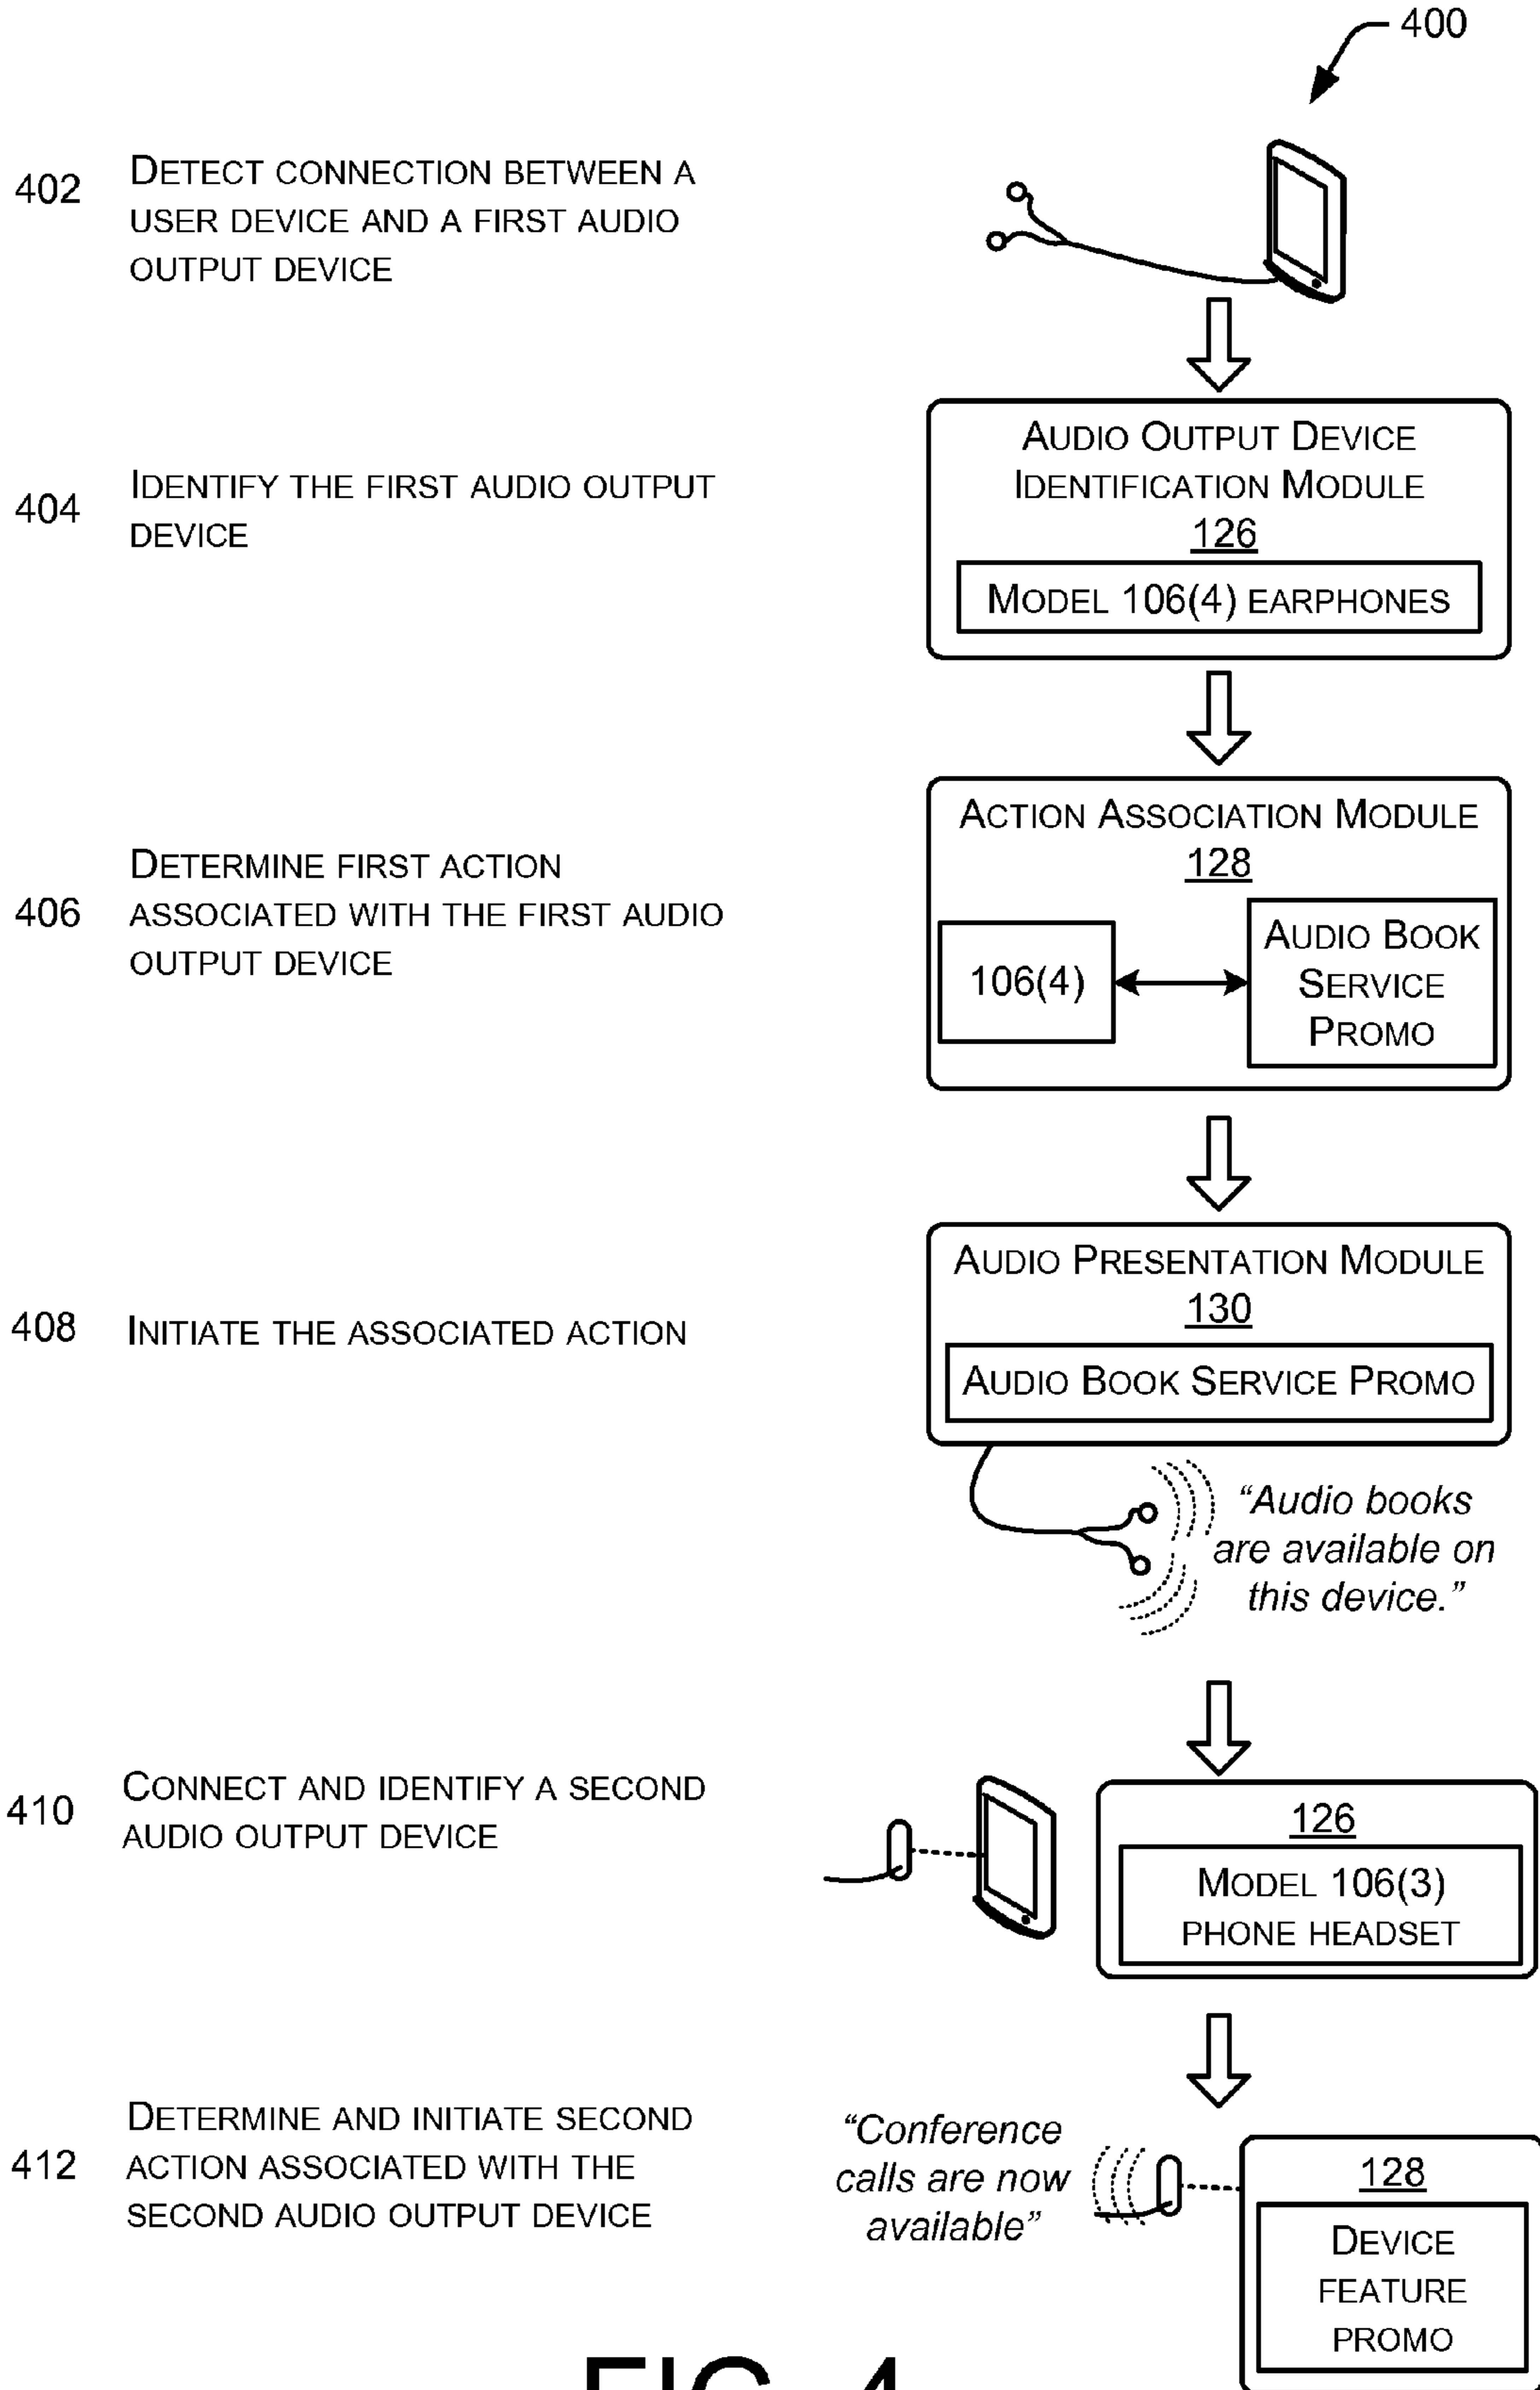 400
402
DETECT CONNECTION BETWEEN A
USER DEVICE AND A FIRST AUDIO
OUTPUT DEVICE
404
IDENTIFY THE FIRST AUDIO OUTPUT
DEVICE
AUDIO OUTPUT DEVICE
IDENTIFICATION MODULE
126
MODEL 106(4) EARPHONES
406
DETERMINE FIRST ACTION
ASSOCIATED WITH THE FIRST AUDIO
OUTPUT DEVICE
ACTION ASSOCIATION MODULE
128
106(4)
AUDIO BOOK
SERVICE
PROMO
408
INITIATE THE ASSOCIATED ACTION
AUDIO PRESENTATION MODULE
130
AUDIO BOOK SERVICE PROMO
“Audio books
are available on
this device.”
410
CONNECT AND IDENTIFY A SECOND
AUDIO OUTPUT DEVICE
126
MODEL 106(3)
PHONE HEADSET
412
DETERMINE AND INITIATE SECOND
ACTION ASSOCIATED WITH THE
SECOND AUDIO OUTPUT DEVICE
“Conference
calls are now
available”
128
DEVICE
FEATURE
PROMO
FIG. 4